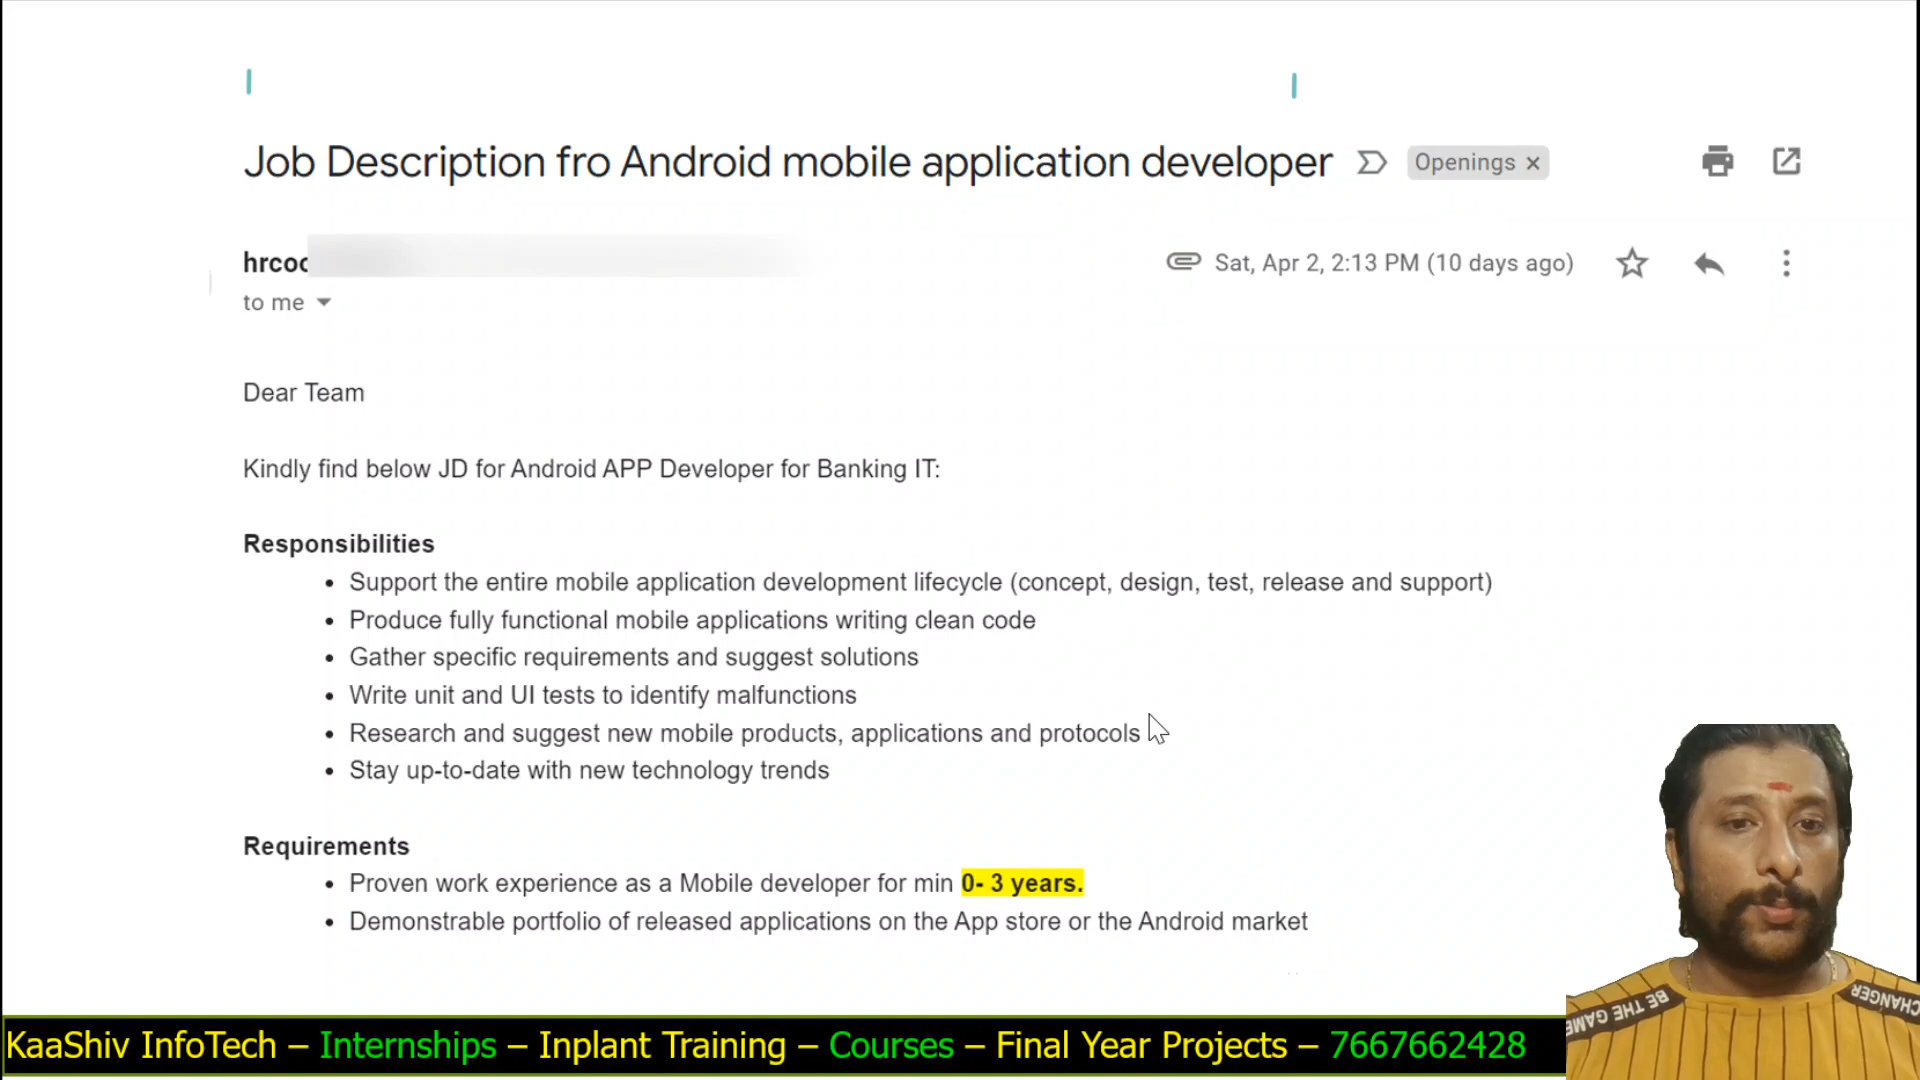 Job Description fro Android mobile application developer Openings ×
Sat, Apr 2, 2:13 PM (10 days ago)
to me
Dear Team
Kindly find below JD for Android APP Developer for Banking IT:
Responsibilities
• Support the entire mobile application development lifecycle (concept, design, test, release and support)
• Produce fully functional mobile applications writing clean code
• Gather specific requirements and suggest solutions
• Write unit and UI tests to identify malfunctions
• Research and suggest new mobile products, applications and protocols
• Stay up-to-date with new technology trends
Requirements
• Proven work experience as a Mobile developer for min 0- 3 years.
• Demonstrable portfolio of released applications on the App store or the Android market
BE THE
CHANGER
KaaShiv InfoTech – Internships – Inplant Training – Courses – Final Year Projects – 7667662428